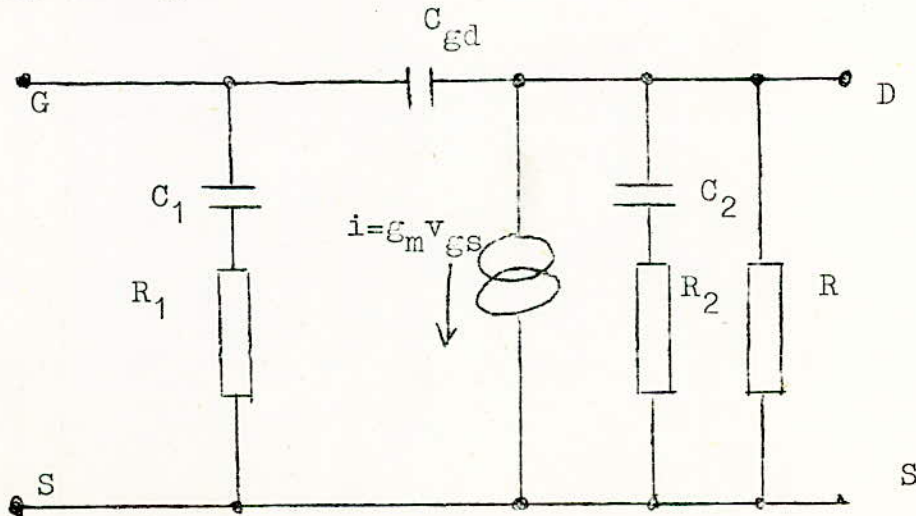 C_gd
G D
C_1 C_2
i=g_m v_gs
R_1 R_2 R
S S